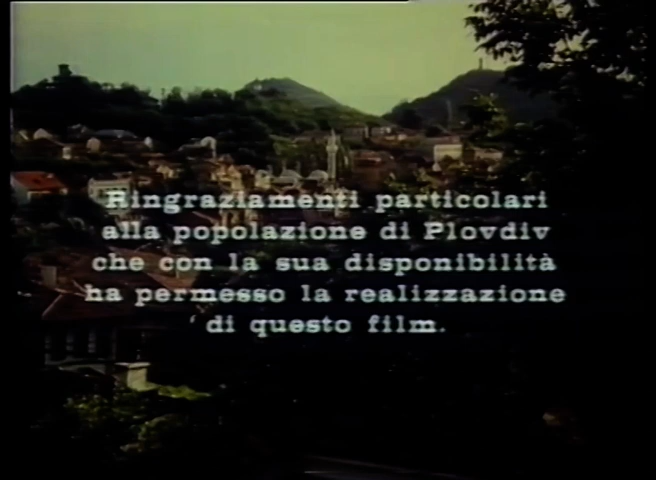 Ringraziamenti particolari
alla popolazione di Plovdiv
che con la sua disponibilità
ha permesso la realizzazione
di questo film.